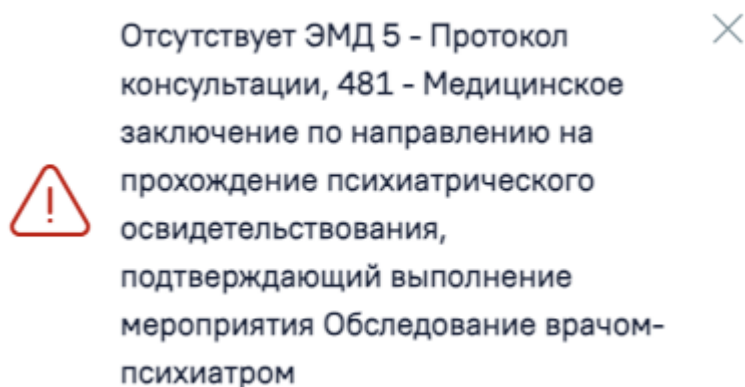 Отсутствует ЭМД 5 - Протокол
консультации, 481 - Медицинское
заключение по направлению на
прохождение психиатрического
освидетельствования,
подтверждающий выполнение
мероприятия Обследование врачом-
психиатром